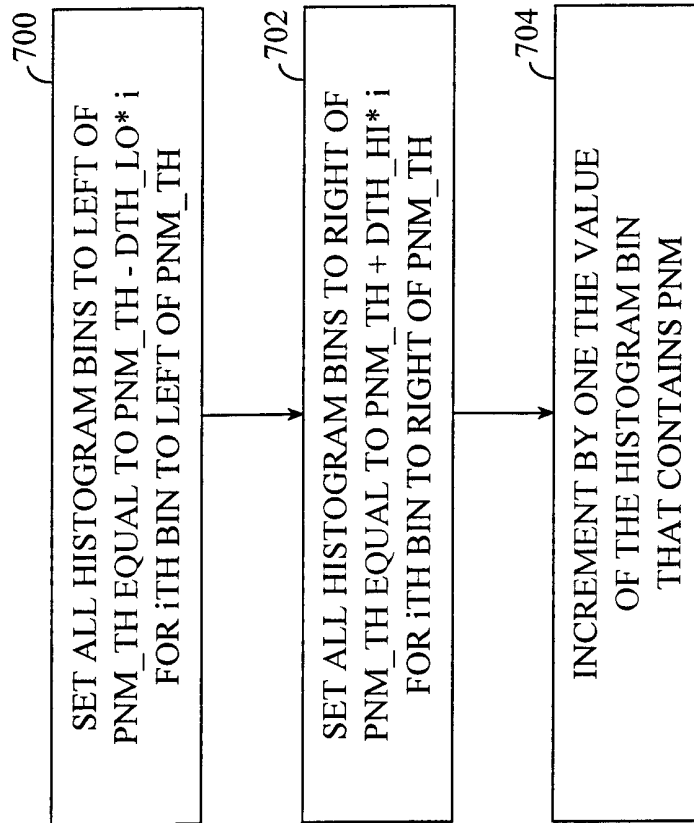 700
SET ALL HISTOGRAM BINS TO LEFT OF
PNM_TH EQUAL TO PNM_TH - DTH_LO* i
FOR iTH BIN TO LEFT OF PNM_TH
702
SET ALL HISTOGRAM BINS TO RIGHT OF
PNM_TH EQUAL TO PNM_TH + DTH_HI* i
FOR iTH BIN TO RIGHT OF PNM_TH
704
INCREMENT BY ONE THE VALUE
OF THE HISTOGRAM BIN
THAT CONTAINS PNM